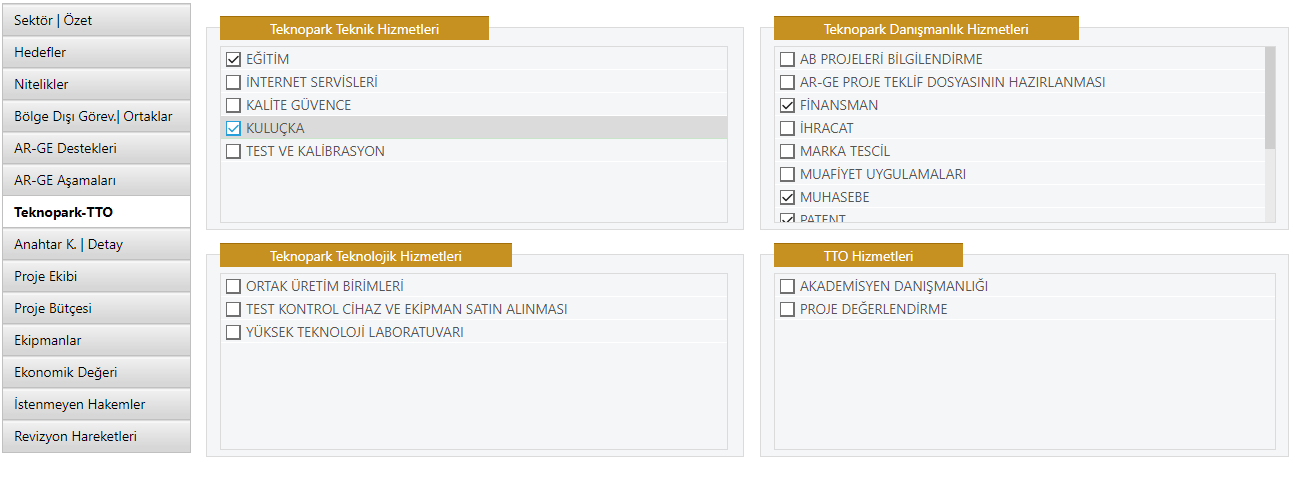 Sektör | Özet
Hedefler
Nitelikler
Bölge Dışı Görev.| Ortaklar
AR-GE Destekleri
AR-GE Aşamaları
Teknopark-TTO
Anahtar K. | Detay
Proje Ekibi
Proje Bütçesi
Ekipmanlar
Ekonomik Değeri
İstenmeyen Hakemler
Revizyon Hareketleri
Teknopark Teknik Hizmetleri
EĞİTİM
İNTERNET SERVİSLERİ
KALİTE GÜVENCE
KULUÇKA
TEST VE KALİBRASYON
Teknopark Danışmanlık Hizmetleri
AB PROJELERİ BİLGİLENDİRME
AR-GE PROJE TEKLİF DOSYASININ HAZIRLANMASI
FİNANSMAN
İHRACAT
MARKA TESCİL
MUAFİYET UYGULAMALARI
MUHASEBE
PATENT
Teknopark Teknolojik Hizmetleri
ORTAK ÜRETİM BİRİMLERİ
TEST KONTROL CİHAZ VE EKİPMAN SATIN ALINMASI
YÜKSEK TEKNOLOJİ LABORATUVARI
TTO Hizmetleri
AKADEMİSYEN DANIŞMANLIĞI
PROJE DEĞERLENDİRME